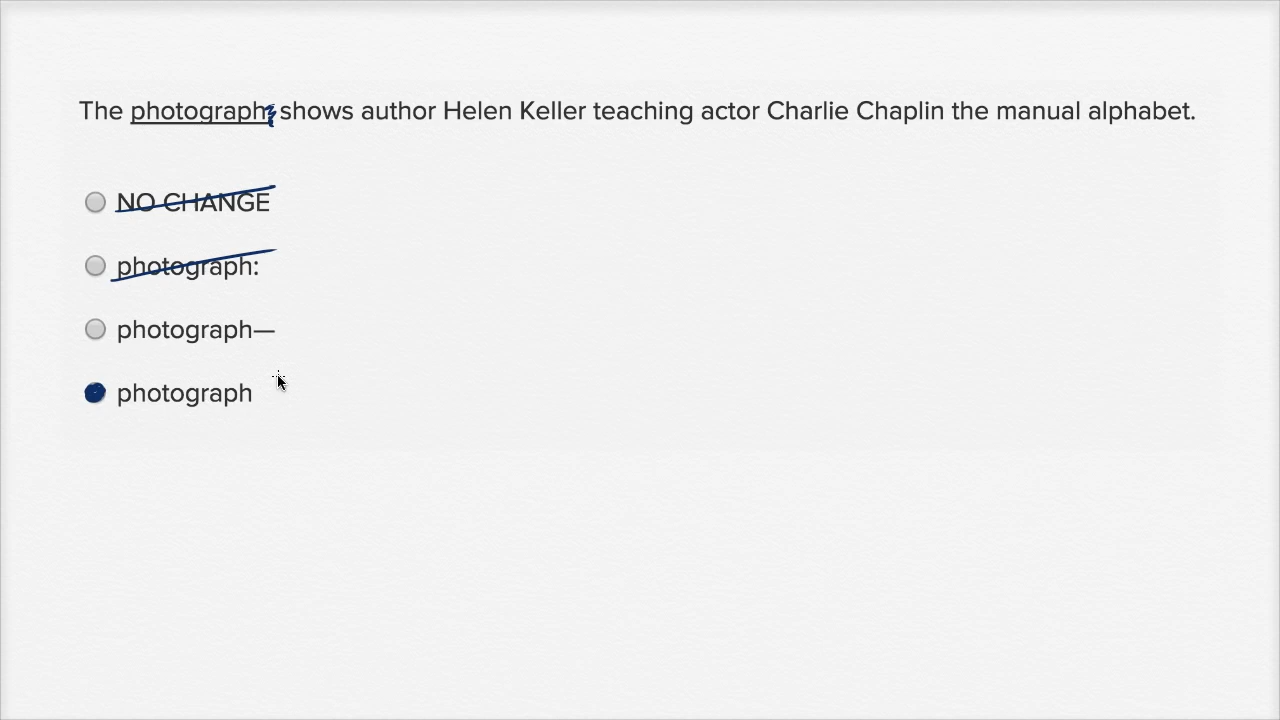 The photograph, shows author Helen Keller teaching actor Charlie Chaplin the manual alphabet.
NO CHANGE
photograph:
photograph—
photograph